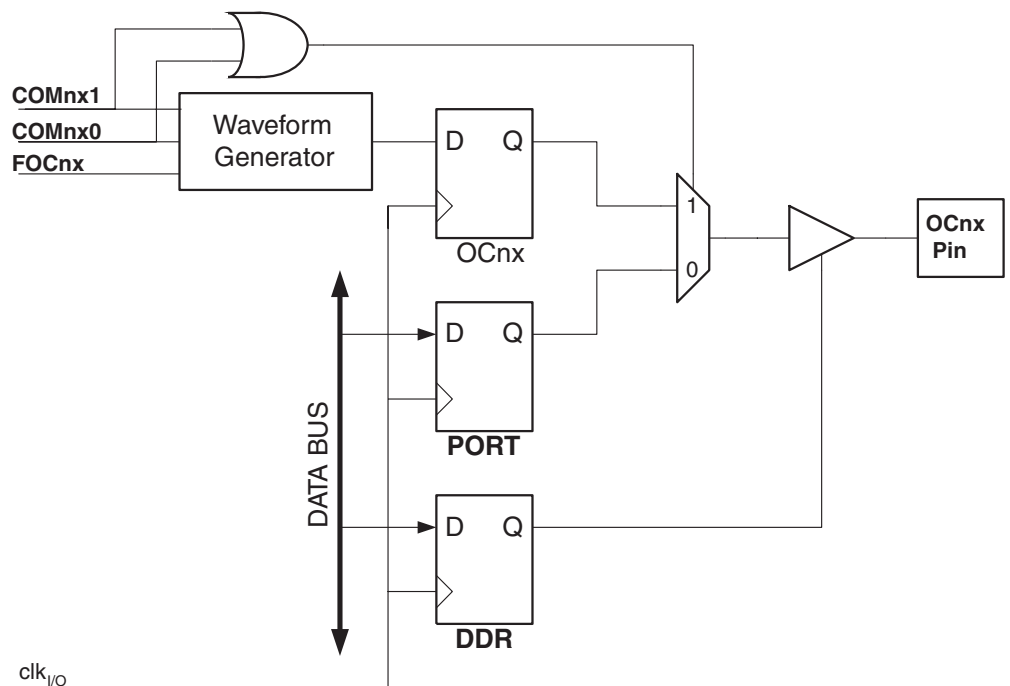 COMnx1
COMnx0
FOCnx
Waveform
Generator
D Q
OCnx
1
0
OCnx
Pin
D Q
PORT
DATA BUS
D Q
DDR
clkI/O